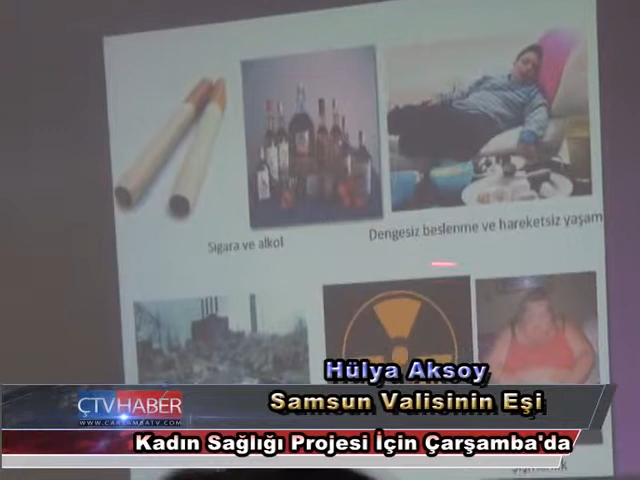 Sigara ve alkol
Dengesiz beslenme ve hareketsiz yaşam
Hülya Aksoy
Samsun Valisinin Eşi
ÇTVHABER
WWW.CARSAMBATV.COM
Kadın Sağlığı Projesi İçin Çarşamba'da